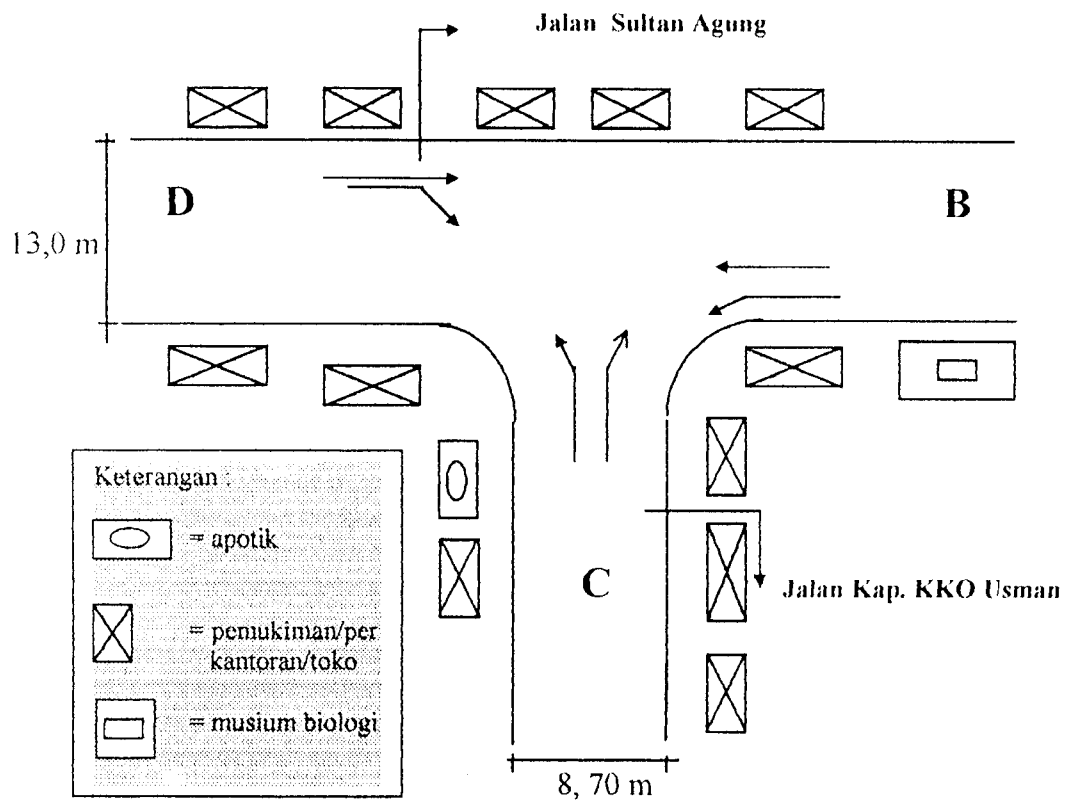 Jalan Sultan Agung
D
B
13,0 m
Keterangan :
= apotik
= pemukiman/per
kantoran/toko
= musium biologi
C
Jalan Kap. KKO Usman
8, 70 m